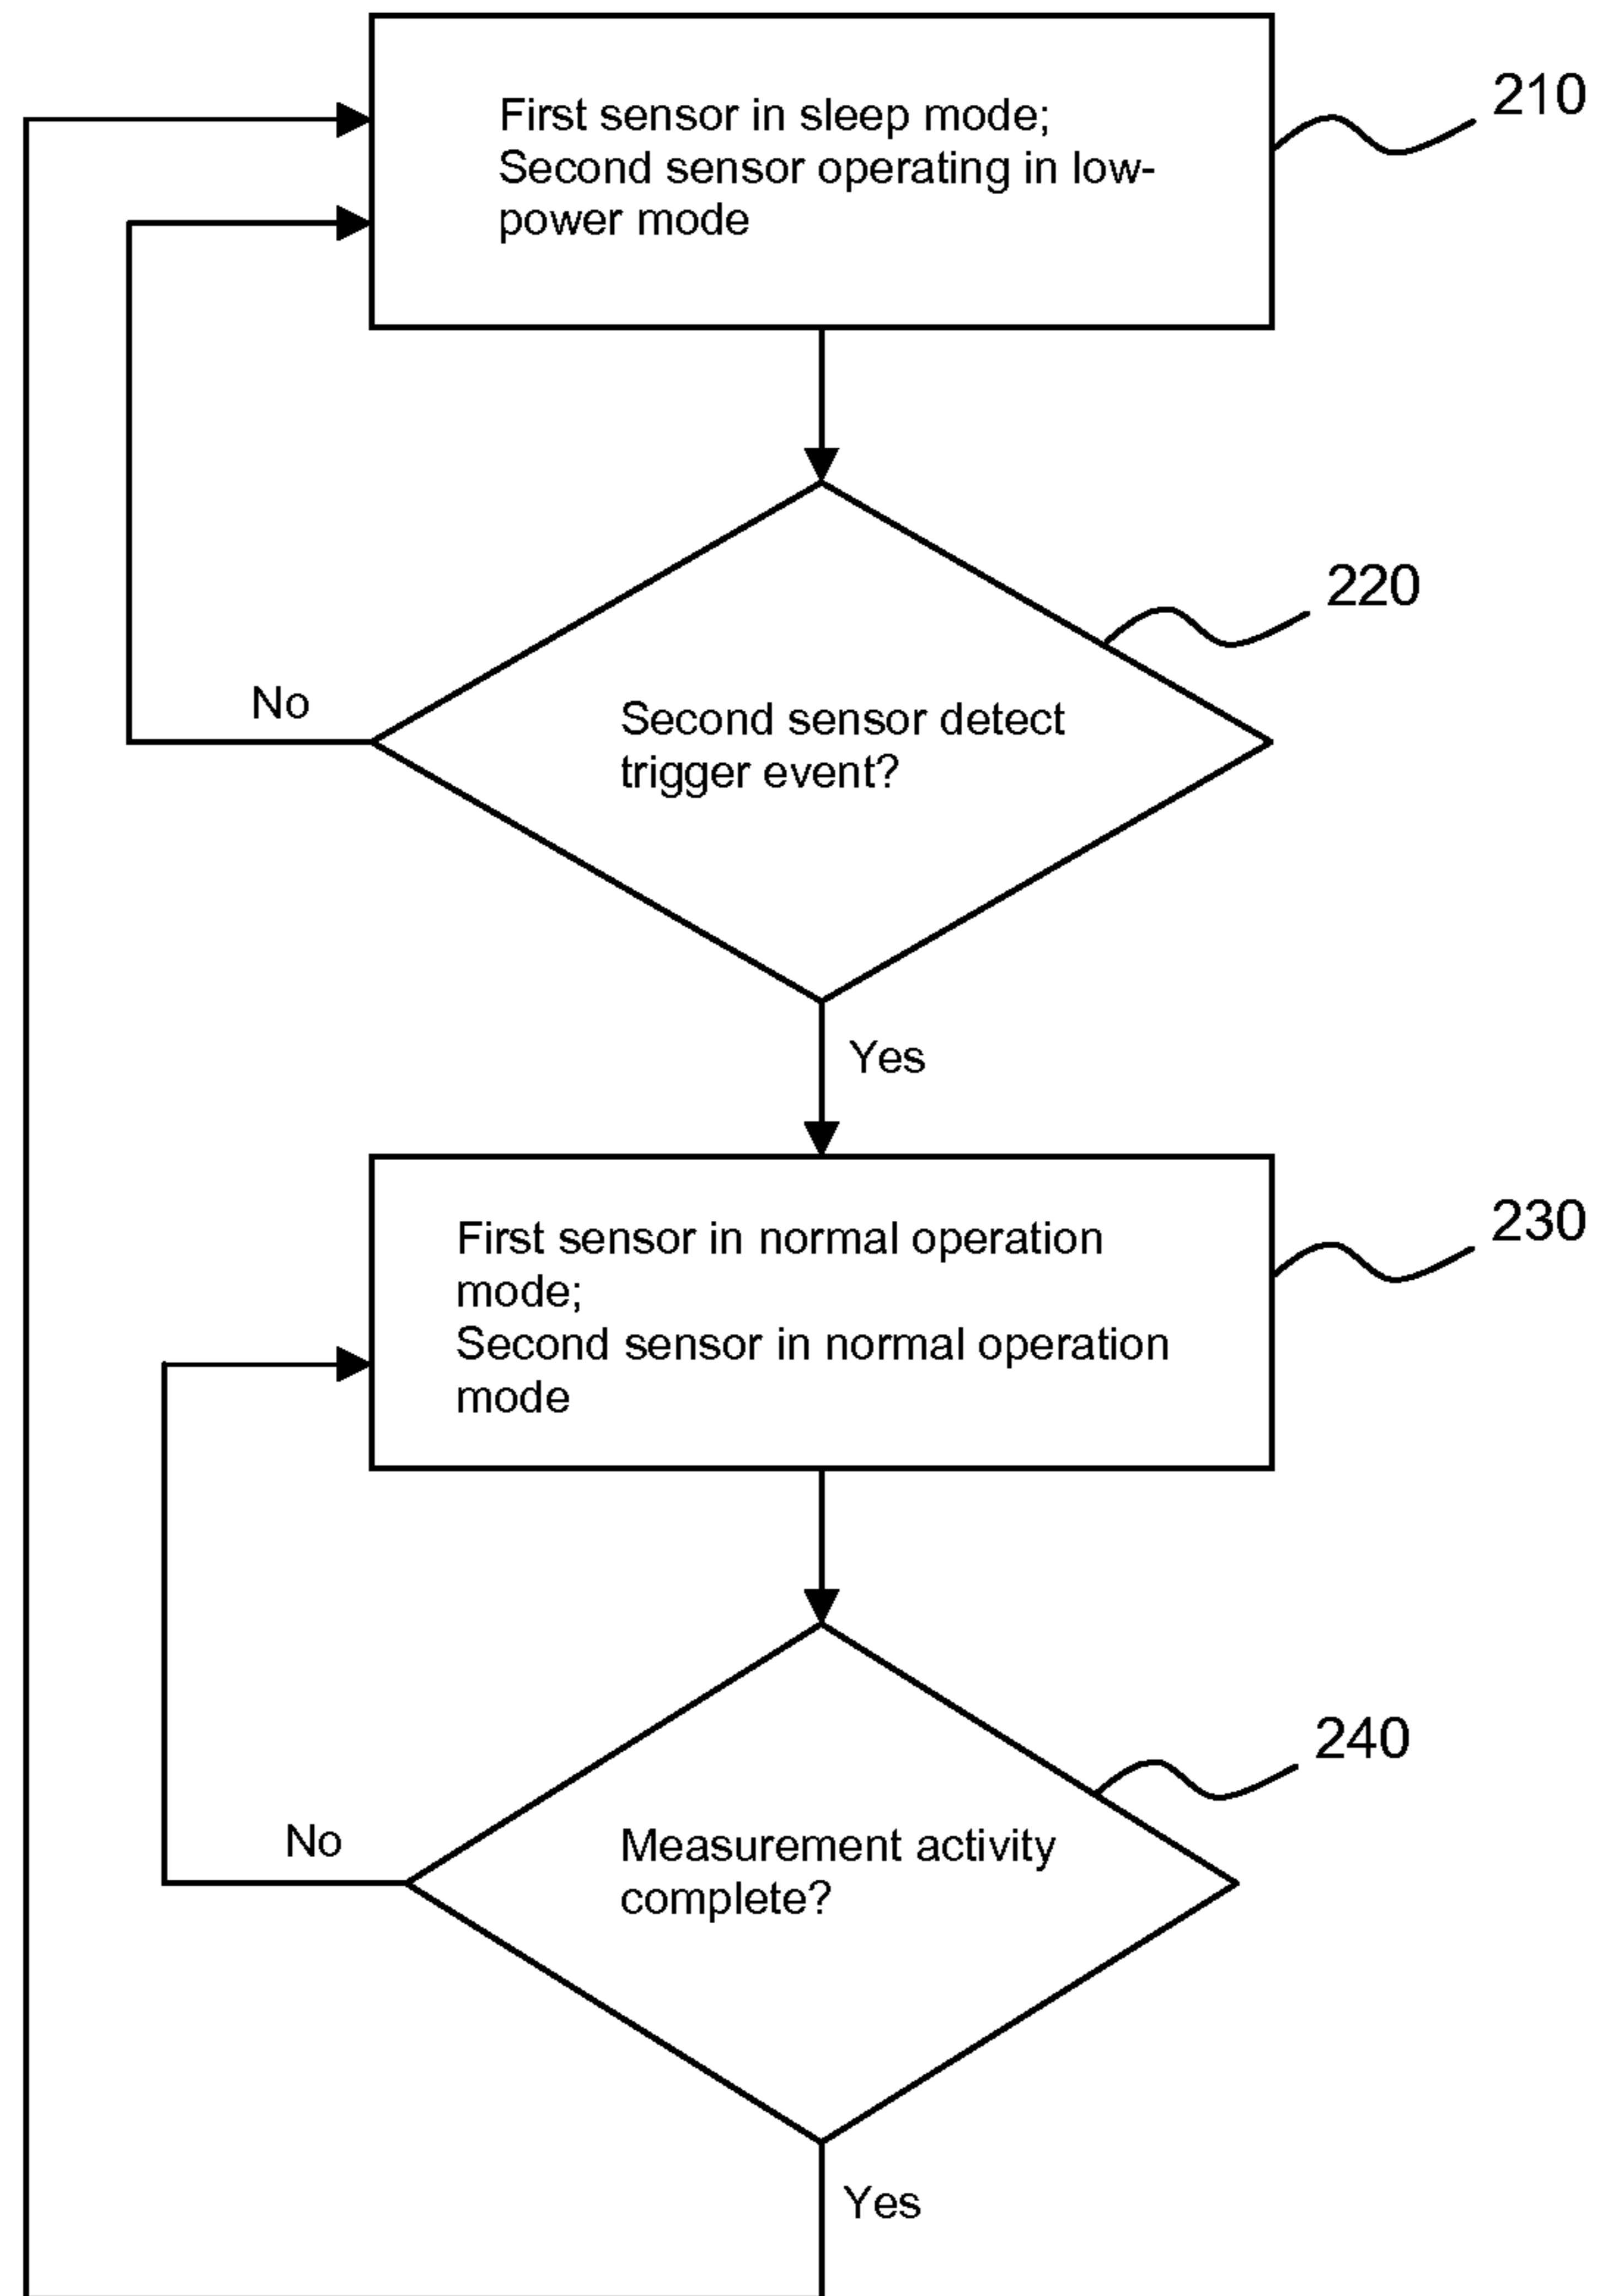 210
First sensor in sleep mode;
Second sensor operating in low-
power mode
220
No
Second sensor detect
trigger event?
Yes
230
First sensor in normal operation
mode;
Second sensor in normal operation
mode
240
No
Measurement activity
complete?
Yes